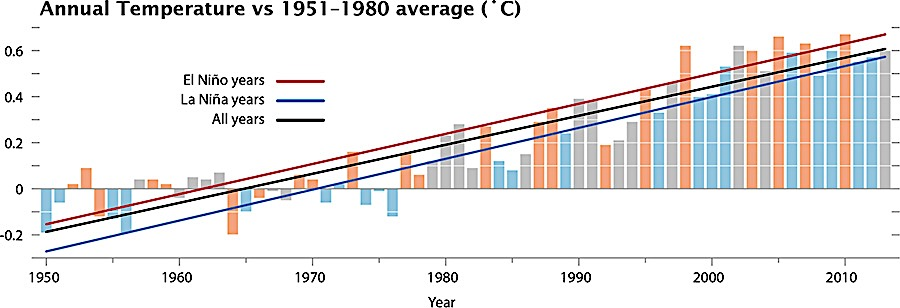 Annual Temperature vs 1951–1980 average (˚C)
0.6
0.4
0.2
0
-0.2
El Niño years
La Niña years
All years
1950
1960
1970
1980
1990
2000
2010
Year